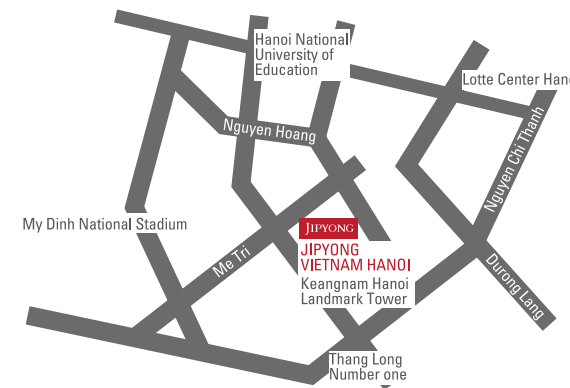 Hanoi National
University of
Education
Lotte Center Hano
Nguyen Chi Thanh
Nguyen Hoang
My Dinh National Stadium
JIPYONG
JIPYONG
VIETNAM HANOI
Keangnam Hanoi
Landmark Tower
Me Tri
Durong Lang
Thang Long
Number one